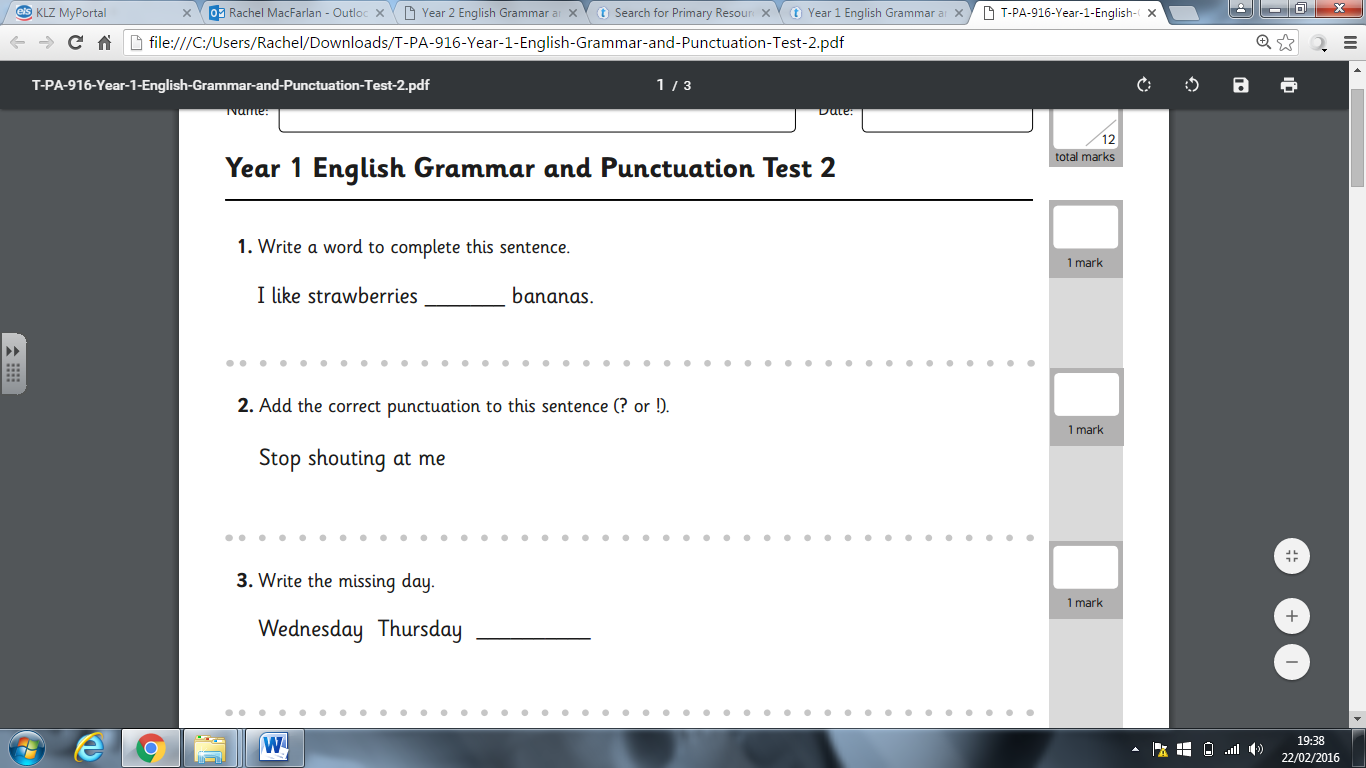 KLZ MyPortal
Rachel MacFarlan - Outloo
Year 2 English Grammar a
Search for Primary Resour
Year 1 English Grammar a
T-PA-916-Year-1-English-
file:///C:/Users/Rachel/Downloads/T-PA-916-Year-1-English-Grammar-and-Punctuation-Test-2.pdf
T-PA-916-Year-1-English-Grammar-and-Punctuation-Test-2.pdf
1 / 3
Name:
Date:
12
total marks
Year 1 English Grammar and Punctuation Test 2
1. Write a word to complete this sentence.
I like strawberries _______ bananas.
1 mark
2. Add the correct punctuation to this sentence (? or !).
Stop shouting at me
1 mark
3. Write the missing day.
Wednesday Thursday __________
1 mark
19:38
22/02/2016